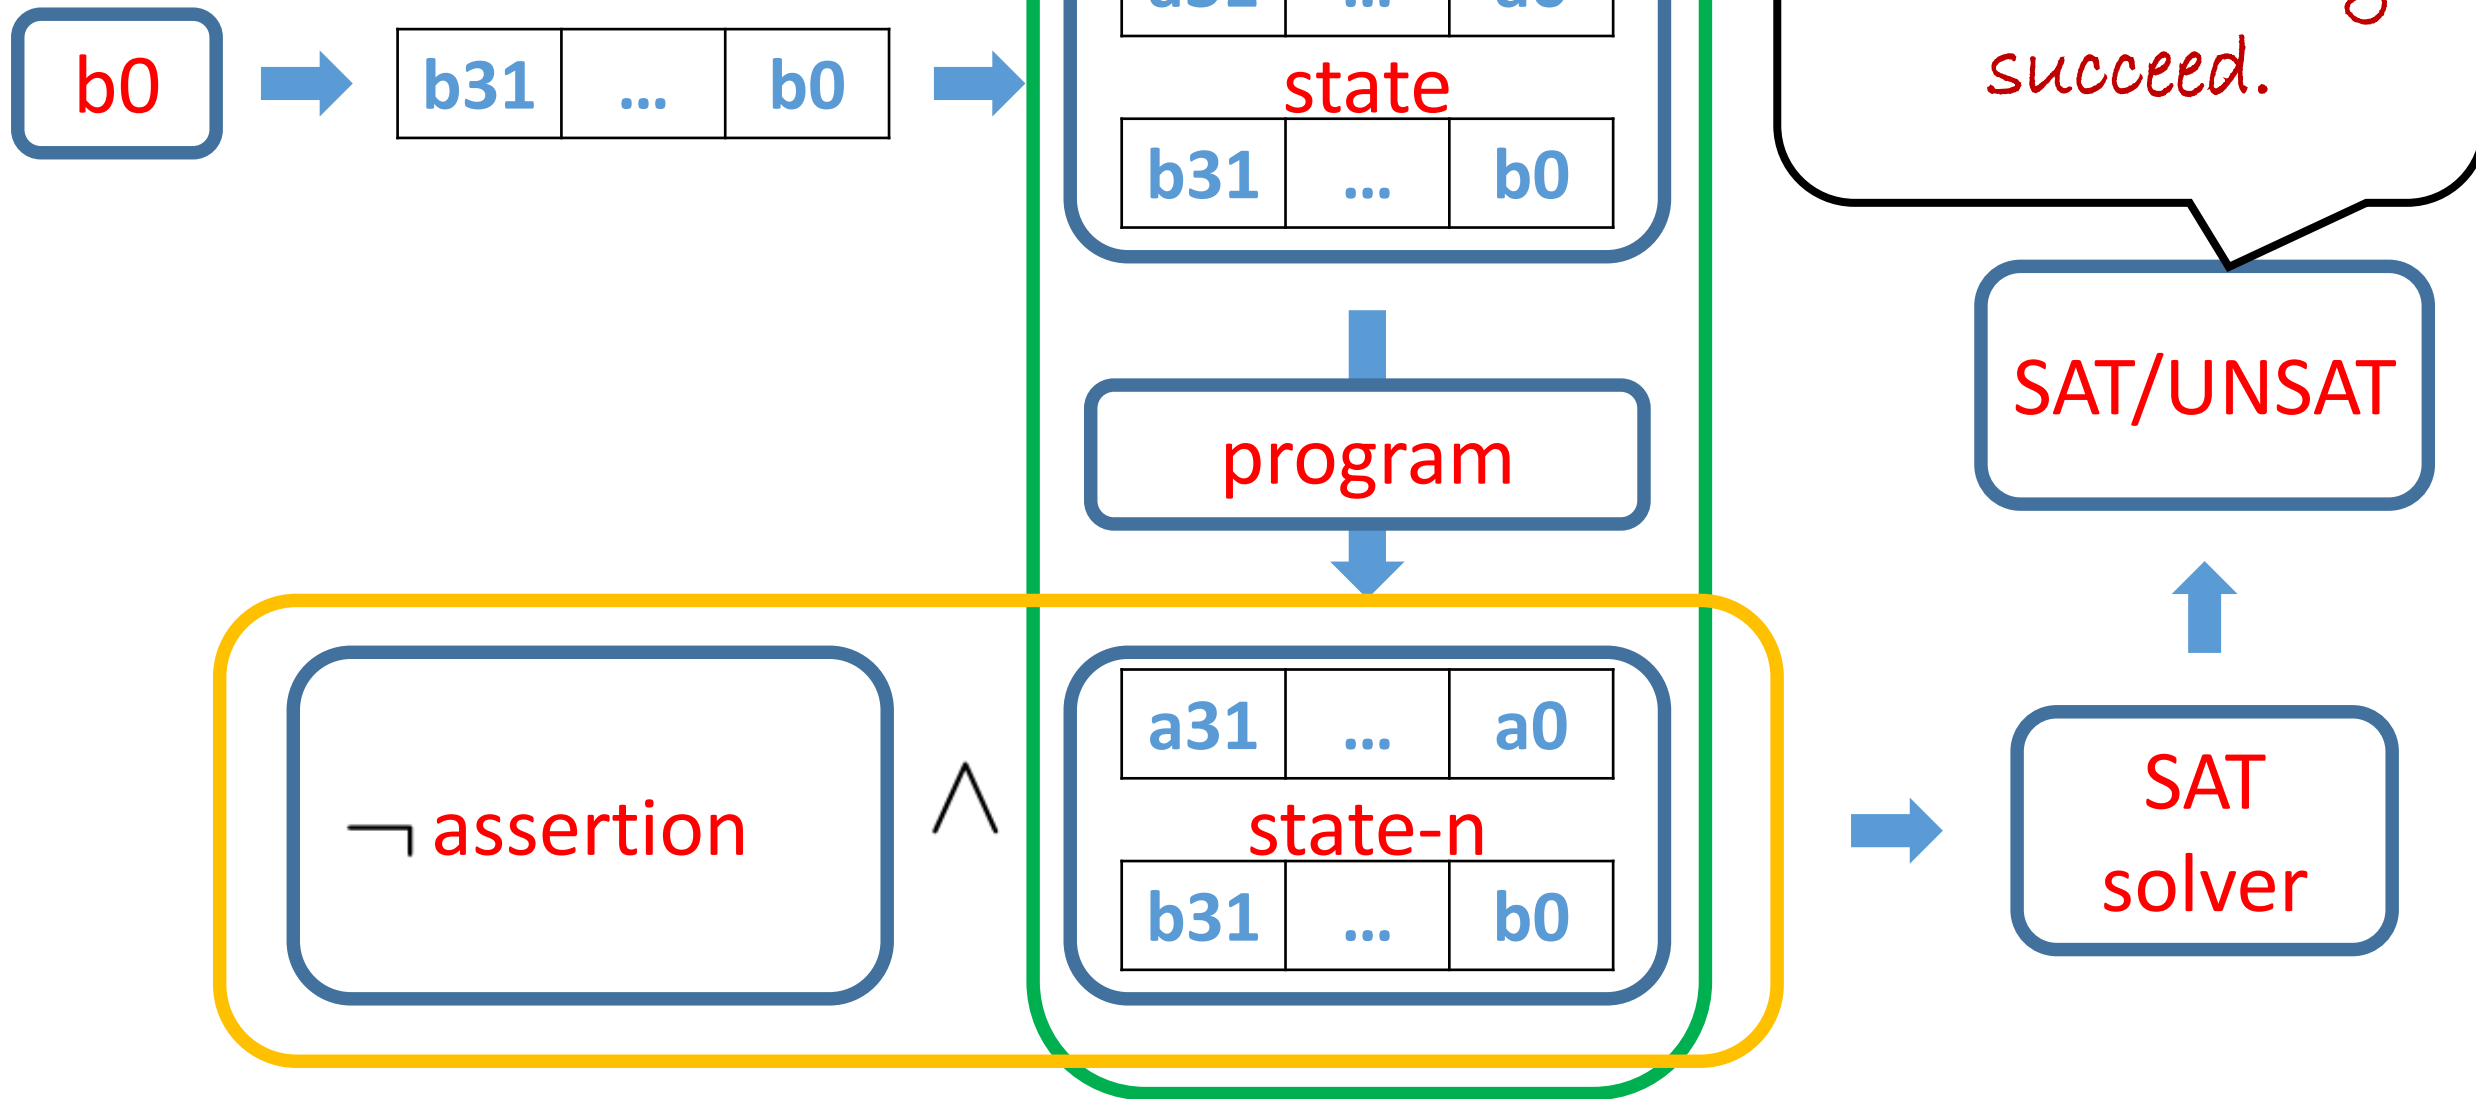 b0
b31 ... b0
state
b31 ... b0
succeed.
program
SAT/UNSAT
¬ assertion ∧
a31 ... a0
state-n
b31 ... b0
SAT
solver